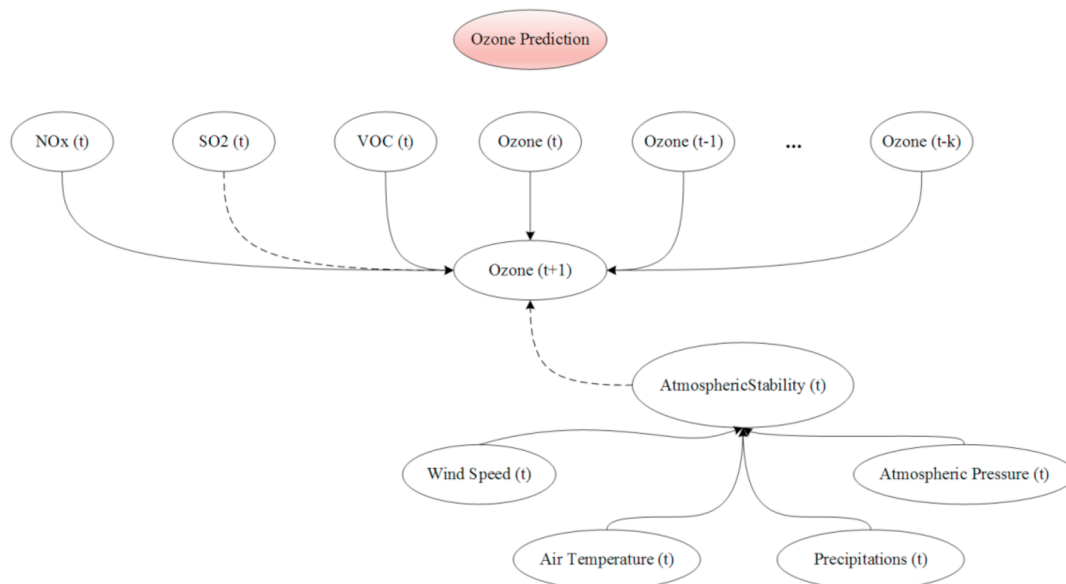 Ozone Prediction
NOx (t)
SO2 (t)
VOC (t)
Ozone (t)
Ozone (t-1)
...
Ozone (t-k)
Ozone (t+1)
AtmosphericStability (t)
Wind Speed (t)
Atmospheric Pressure (t)
Air Temperature (t)
Precipitations (t)